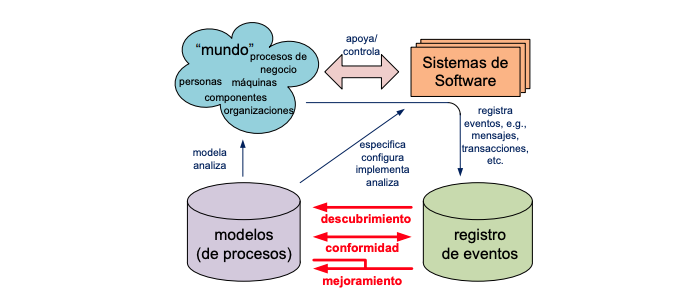 “mundo”
procesos de
negocio
personas
máquinas
componentes
organizaciones
apoya/
controla
Sistemas de
Software
registra
eventos, e.g.,
mensajes,
transacciones,
etc.
modela
analiza
especifica
configura
implementa
analiza
modelos
(de procesos)
descubrimiento
conformidad
mejoramiento
registro
de eventos